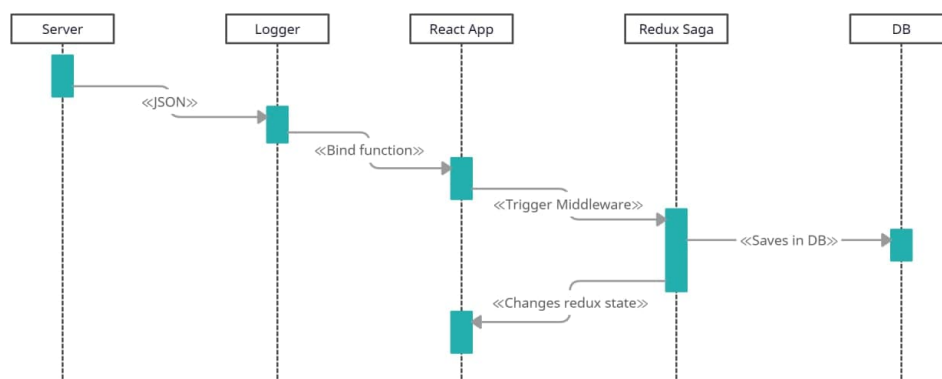 Server
Logger
React App
Redux Saga
DB
«JSON»
«Bind function»
«Trigger Middleware»
«Saves in DB»
«Changes redux state»